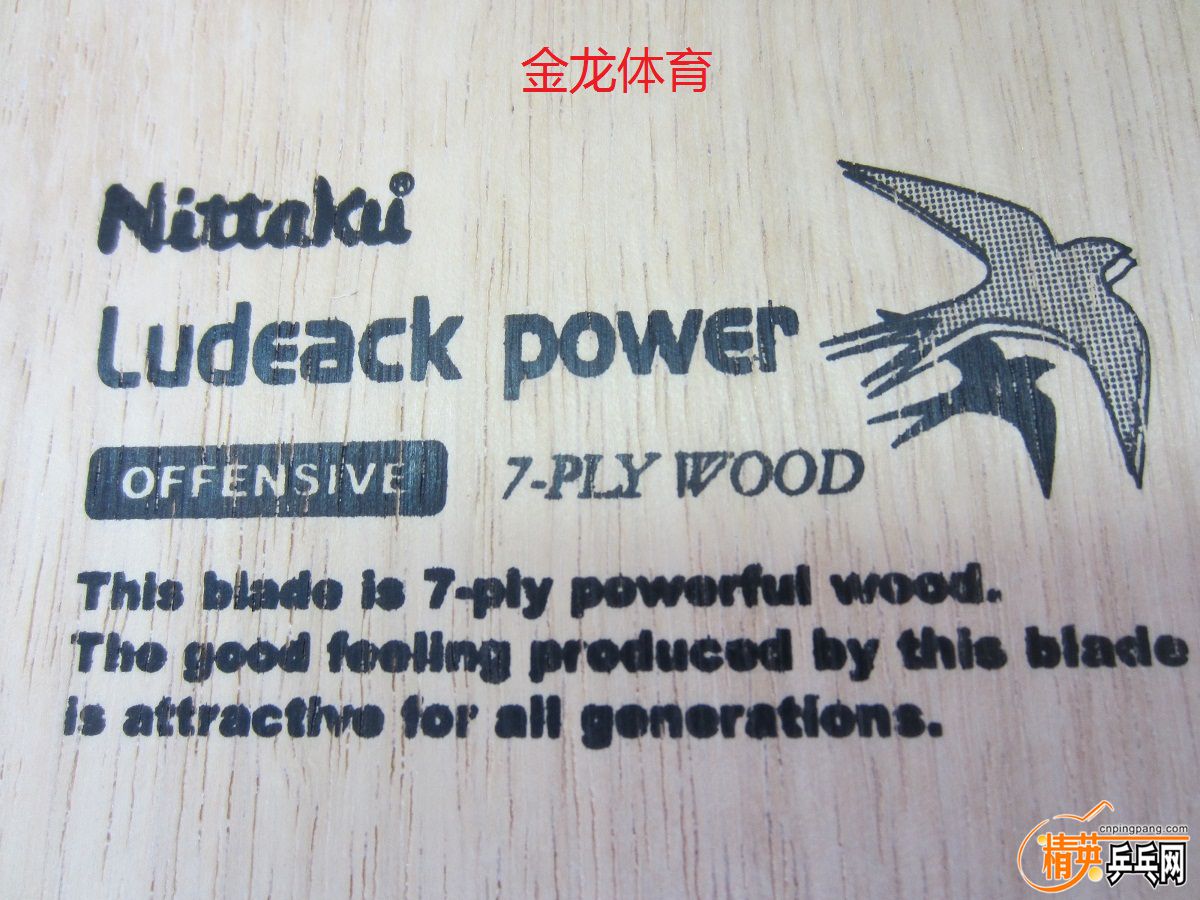 金龙体育
Nittaku®
Ludeack power
OFFENSIVE 7-PLY WOOD
This blade is 7-ply powerful wood.
The good feeling produced by this blade
is attractive for all generations.
cnpingpang.com
精英乒乓网